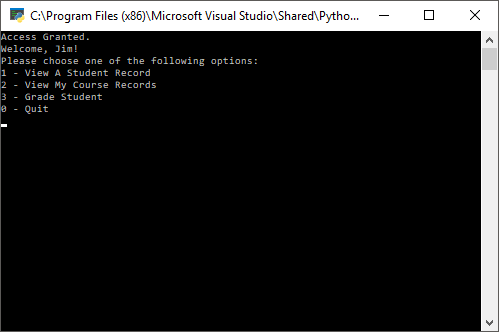 C:\Program Files (x86)\Microsoft Visual Studio\Shared\Pytho...
Access Granted.
Welcome, Jim!
Please choose one of the following options:
1 - View A Student Record
2 - View My Course Records
3 - Grade Student
0 - Quit